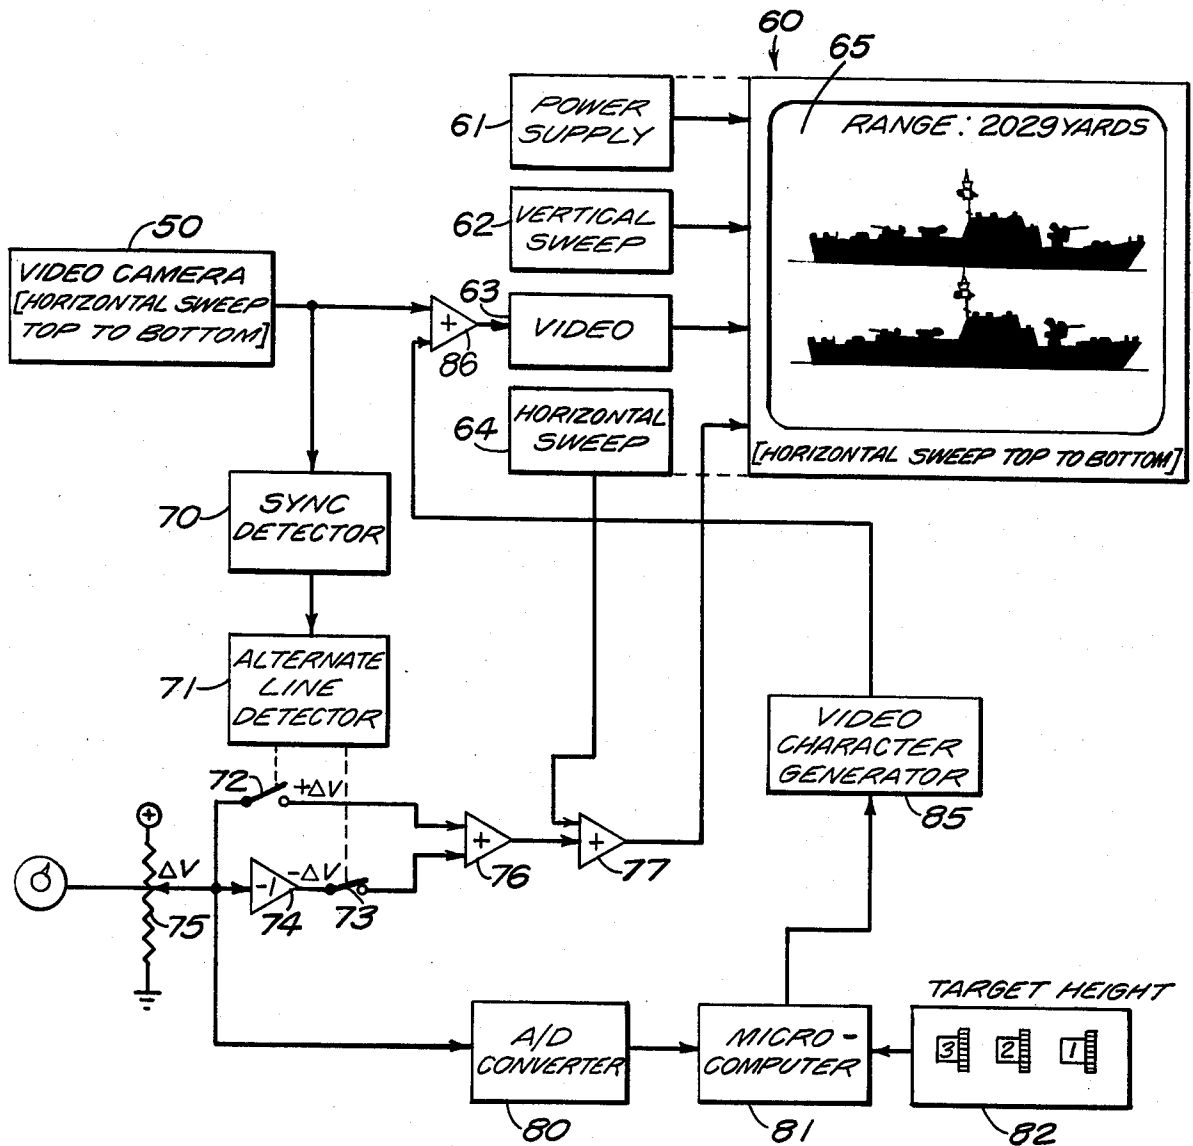 60
65
POWER
SUPPLY
61
RANGE: 2029 YARDS
VERTICAL
SWEEP
62
50
VIDEO CAMERA
[HORIZONTAL SWEEP
TOP TO BOTTOM]
63
VIDEO
+
86
HORIZONTAL
SWEEP
64
[HORIZONTAL SWEEP TOP TO BOTTOM]
SYNC
DETECTOR
70
ALTERNATE
LINE
DETECTOR
71
VIDEO
CHARACTER
GENERATOR
85
72
+ΔV
+
ΔV
75
-1
74
-ΔV
73
+
76
+
77
TARGET HEIGHT
3 2 1
82
A/D
CONVERTER
80
MICRO-
COMPUTER
81